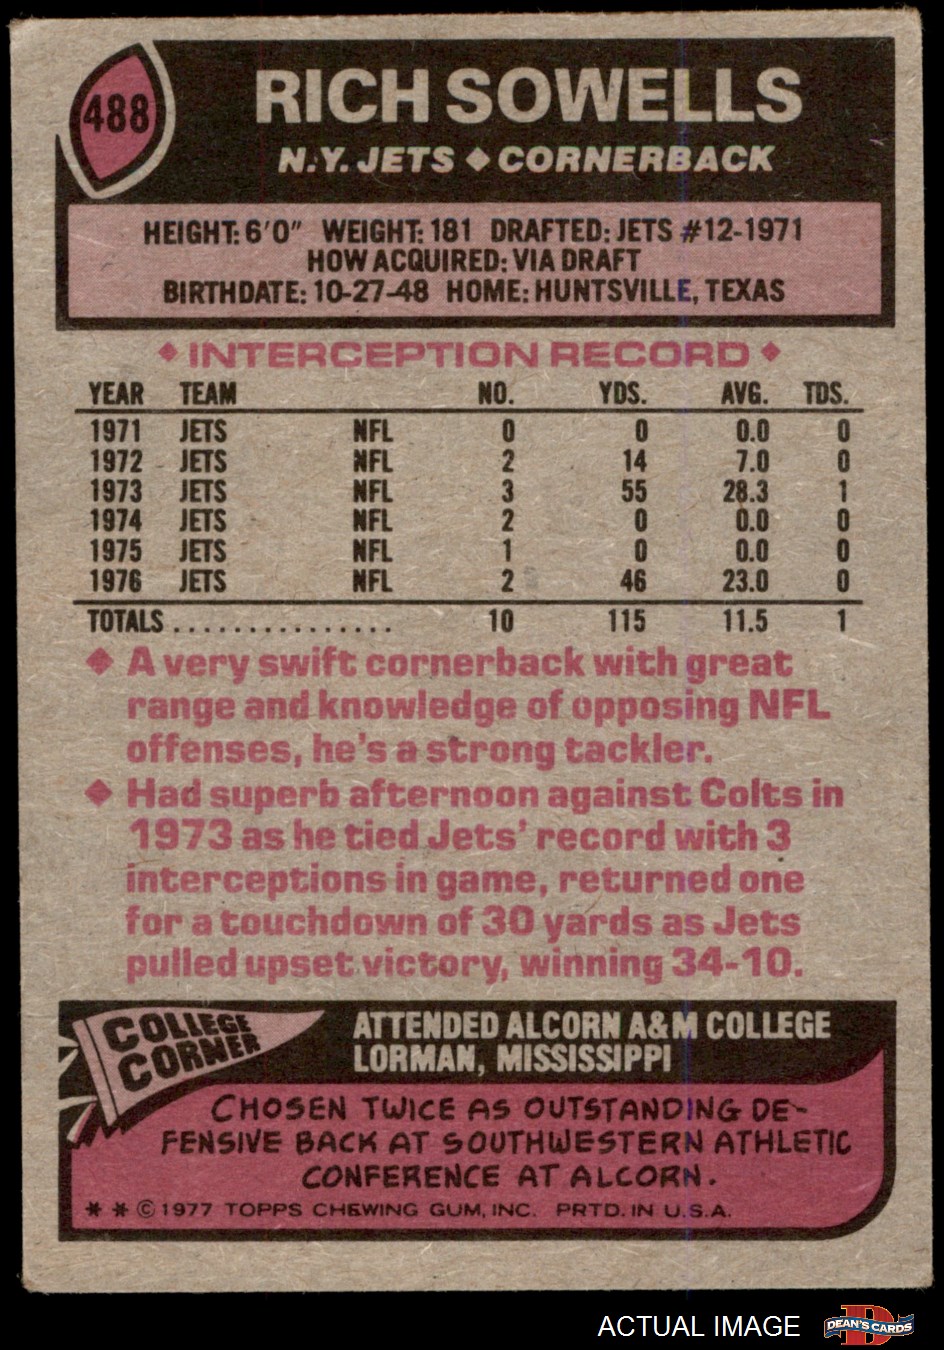 488
RICH SOWELLS
N.Y. JETS ◆ CORNERBACK
HEIGHT: 6'0" WEIGHT: 181 DRAFTED: JETS #12-1971
HOW ACQUIRED: VIA DRAFT
BIRTHDATE: 10-27-48 HOME: HUNTSVILLE, TEXAS
◆ INTERCEPTION RECORD ◆
YEAR TEAM NO. YDS. AVG. TDS.
1971 JETS NFL 0 0 0.0 0
1972 JETS NFL 2 14 7.0 0
1973 JETS NFL 3 55 28.3 1
1974 JETS NFL 2 0 0.0 0
1975 JETS NFL 1 0 0.0 0
1976 JETS NFL 2 46 23.0 0
TOTALS . . . . . . . . . . . . . . . 10 115 11.5 1
◆ A very swift cornerback with great
range and knowledge of opposing NFL
offenses, he's a strong tackler.
◆ Had superb afternoon against Colts in
1973 as he tied Jets' record with 3
interceptions in game, returned one
for a touchdown of 30 yards as Jets
pulled upset victory, winning 34-10.
COLLEGE
CORNER
ATTENDED ALCORN A&M COLLEGE
LORMAN, MISSISSIPPI
CHOSEN TWICE AS OUTSTANDING DE-
FENSIVE BACK AT SOUTHWESTERN ATHLETIC
CONFERENCE AT ALCORN.
* * © 1977 TOPPS CHEWING GUM, INC. PRTD. IN U.S.A.
ACTUAL IMAGE
D
DEAN'S CARDS